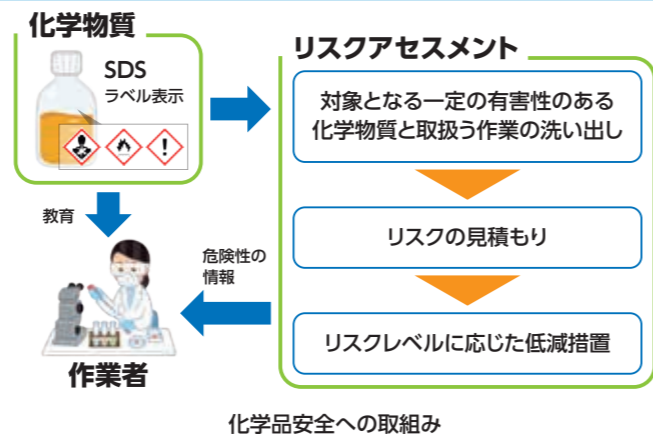 化学物質
SDS
ラベル表示
教育
作業者
リスクアセスメント
対象となる一定の有害性のある
化学物質と取扱う作業の洗い出し
リスクの見積もり
リスクレベルに応じた低減措置
危険性の
情報
化学品安全への取組み